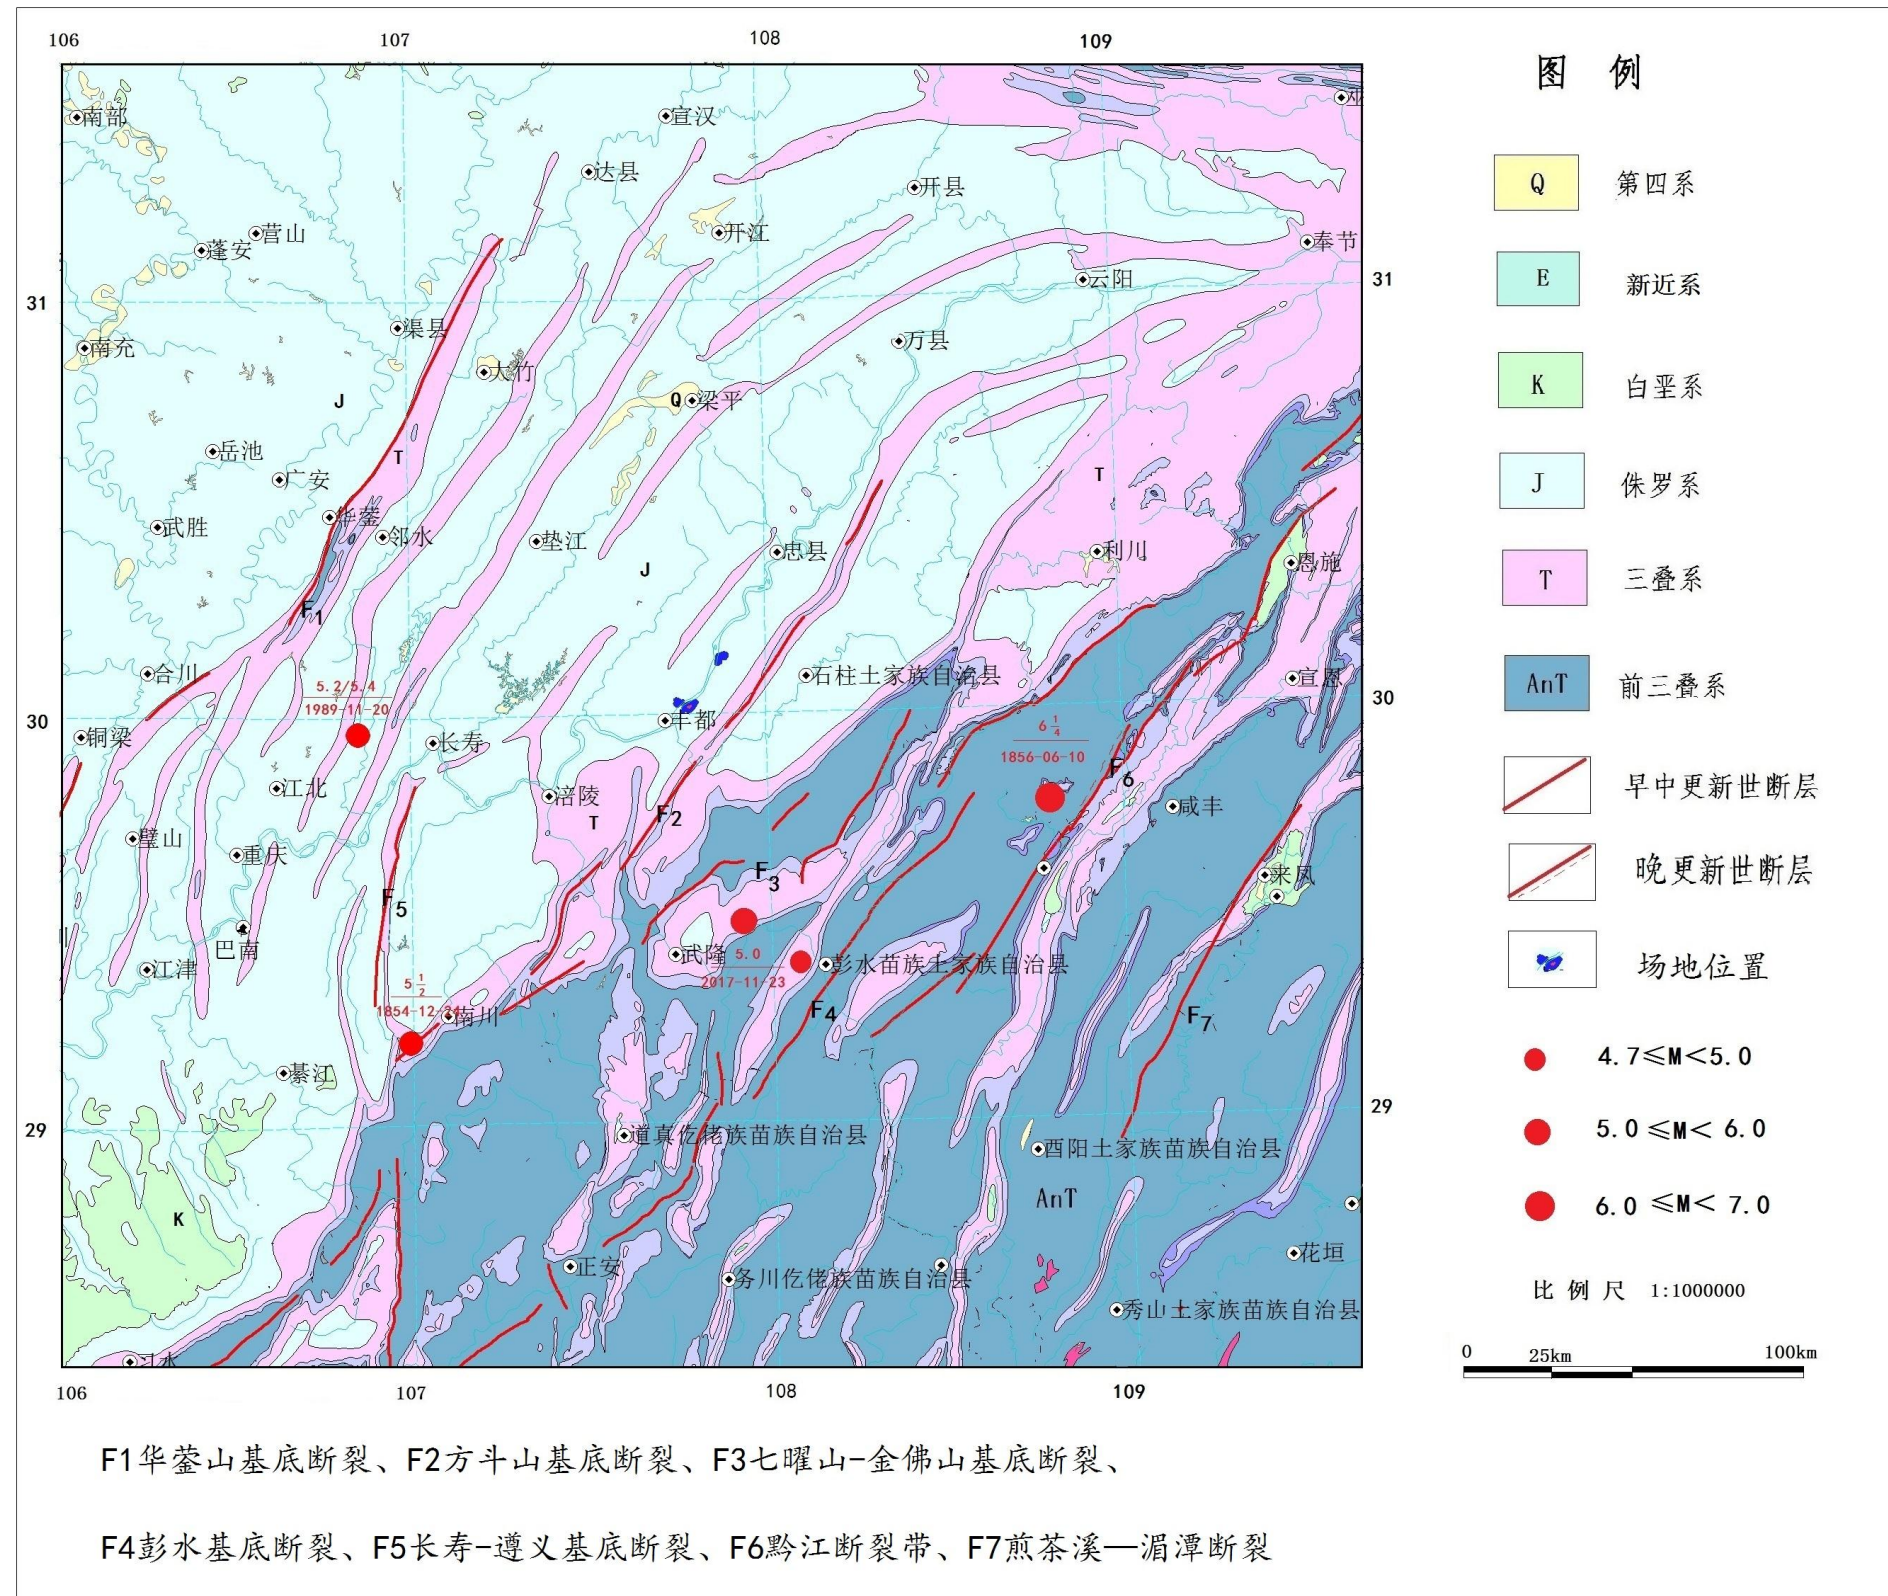 106 107 108 109
图 例
南部
宣汉
达县
开县
Q 第四系
营山
蓬安
开江
奉节
云阳
31 31
E 新近系
渠县
南充
万县
大竹
Q 梁平
K 白垩系
J
岳池
T
T
广安
J 侏罗系
华蓥
武胜
邻水
垫江
忠县
利川
恩施
J
T 三叠系
F1
合川
石柱土家族自治县
宣恩
5.2/5.4
1989-11-20
AnT 前三叠系
30 30
丰都
铜梁
长寿
6 1/4
1856-06-10
F6
江北
涪陵
咸丰
早中更新世断层
T
F2
璧山
重庆
F3
来凤
晚更新世断层
F5
巴南
武隆
5.0
2017-11-23
彭水苗族土家族自治县
江津
场地位置
5 1/2
1854-12-24
南川
F4
F7
4.7≤M<5.0
綦江
29 29
道真仡佬族苗族自治县
酉阳土家族苗族自治县
5.0 ≤M< 6.0
AnT
K
6.0 ≤M< 7.0
花垣
正安
务川仡佬族苗族自治县
秀山土家族苗族自治县
比 例 尺 1:1000000
习水
0 25km 100km
106 107 108 109
F1华蓥山基底断裂、F2方斗山基底断裂、F3七曜山-金佛山基底断裂、
F4彭水基底断裂、F5长寿-遵义基底断裂、F6黔江断裂带、F7煎茶溪—湄潭断裂